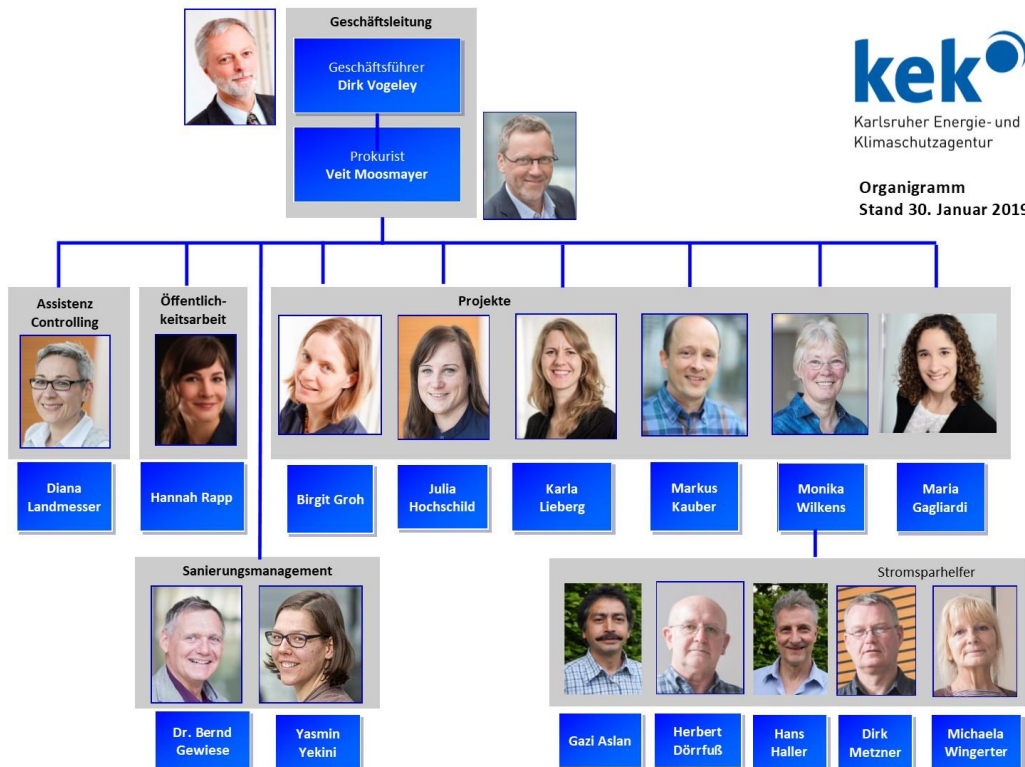 Geschäftsleitung
Geschäftsführer
Dirk Vogeley
Prokurist
Veit Moosmayer
kek
Karlsruher Energie- und
Klimaschutzagentur
Organigramm
Stand 30. Januar 2019
Assistenz
Controlling
Öffentlich-
keitsarbeit
Projekte
Diana
Landmesser
Hannah Rapp
Birgit Groh
Julia
Hochschild
Karla
Lieberg
Markus
Kauber
Monika
Wilkens
Maria
Gagliardi
Sanierungsmanagement
Stromsparhelfer
Dr. Bernd
Gewiese
Yasmin
Yekini
Gazi Aslan
Herbert
Dörrfuß
Hans
Haller
Dirk
Metzner
Michaela
Wingerter